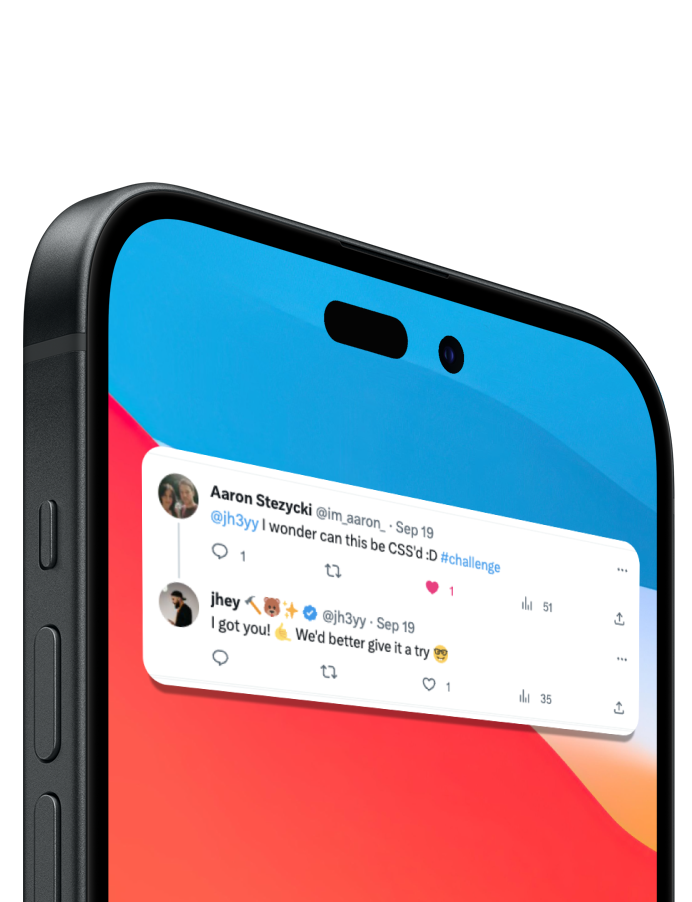 Aaron Stezycki @im_aaron_ · Sep 19
@jh3yy I wonder can this be CSS'd :D #challenge
1 1 51
jhey 🔨🐻✨ @jh3yy · Sep 19
I got you! 🤙 We'd better give it a try 🤓
1 35